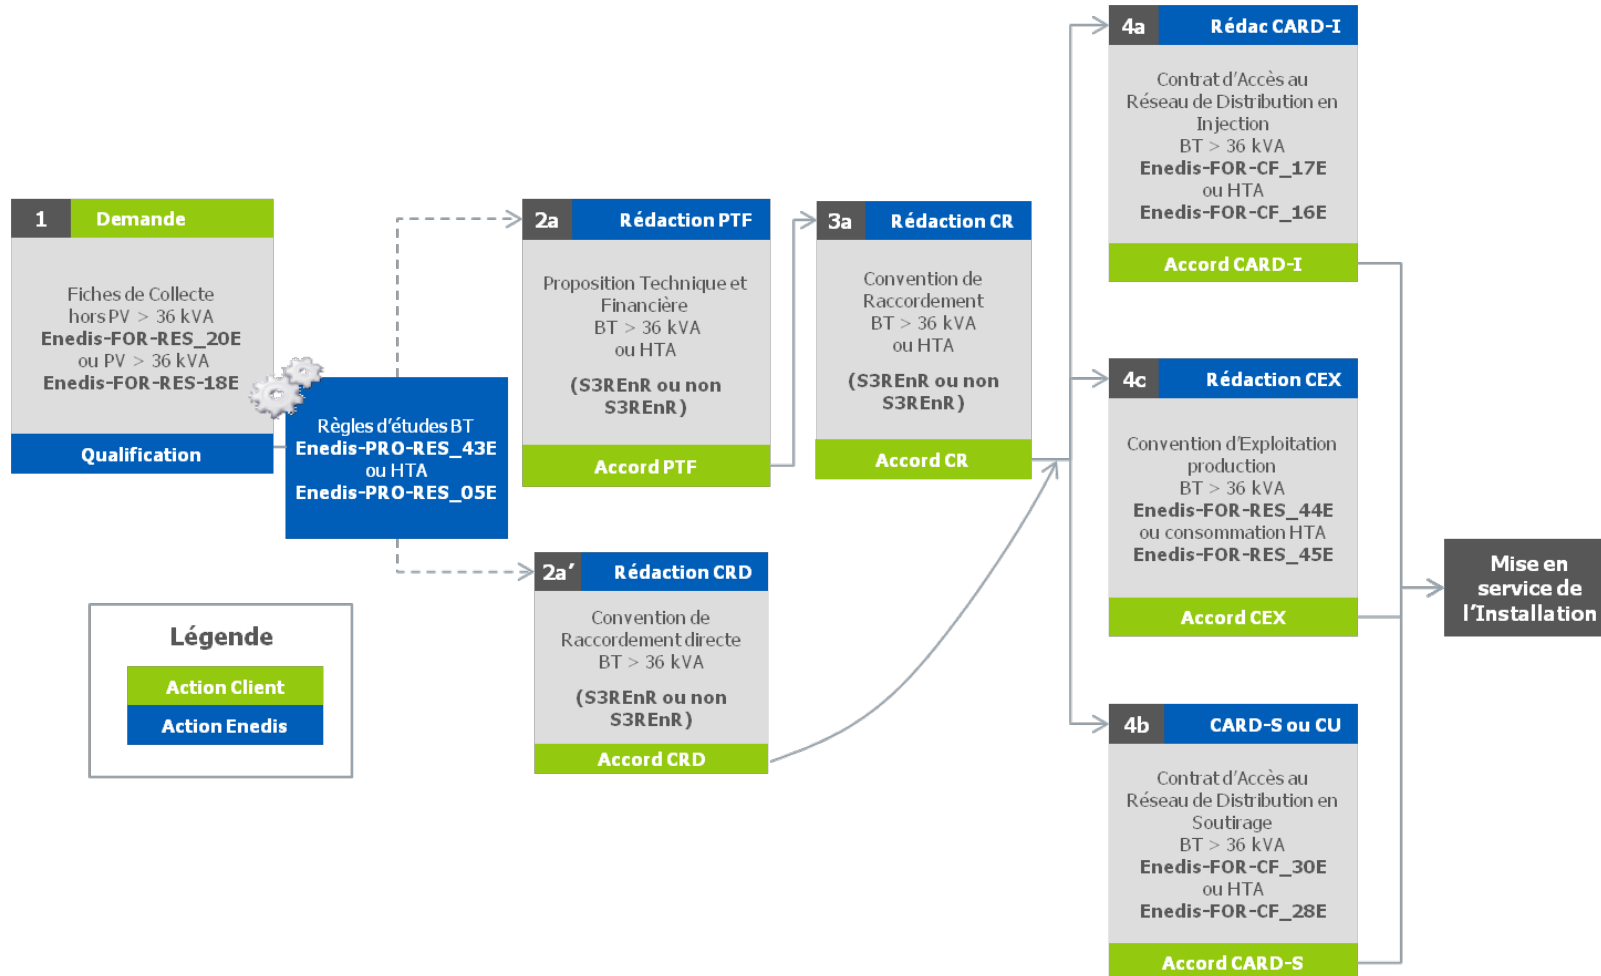 1
Demande
Fiches de Collecte
hors PV > 36 kVA
Enedis-FOR-RES_20E
ou PV > 36 kVA
Enedis-FOR-RES-18E
Qualification
Règles d'études BT
Enedis-PRO-RES_43E
ou HTA
Enedis-PRO-RES_05E
2a
Rédaction PTF
Proposition Technique et
Financière
BT > 36 kVA
ou HTA
(S3REnR ou non
S3REnR)
Accord PTF
2a’
Rédaction CRD
Convention de
Raccordement directe
BT > 36 kVA
(S3REnR ou non
S3REnR)
Accord CRD
3a
Rédaction CR
Convention de
Raccordement
BT > 36 kVA
ou HTA
(S3REnR ou non
S3REnR)
Accord CR
4a
Rédac CARD-I
Contrat d'Accès au
Réseau de Distribution en
Injection
BT > 36 kVA
Enedis-FOR-CF_17E
ou HTA
Enedis-FOR-CF_16E
Accord CARD-I
4c
Rédaction CEX
Convention d'Exploitation
production
BT > 36 kVA
Enedis-FOR-RES_44E
ou consommation HTA
Enedis-FOR-RES_45E
Accord CEX
4b
CARD-S ou CU
Contrat d'Accès au
Réseau de Distribution en
Soutirage
BT > 36 kVA
Enedis-FOR-CF_30E
ou HTA
Enedis-FOR-CF_28E
Accord CARD-S
Mise en
service de
l'Installation
Légende
Action Client
Action Enedis